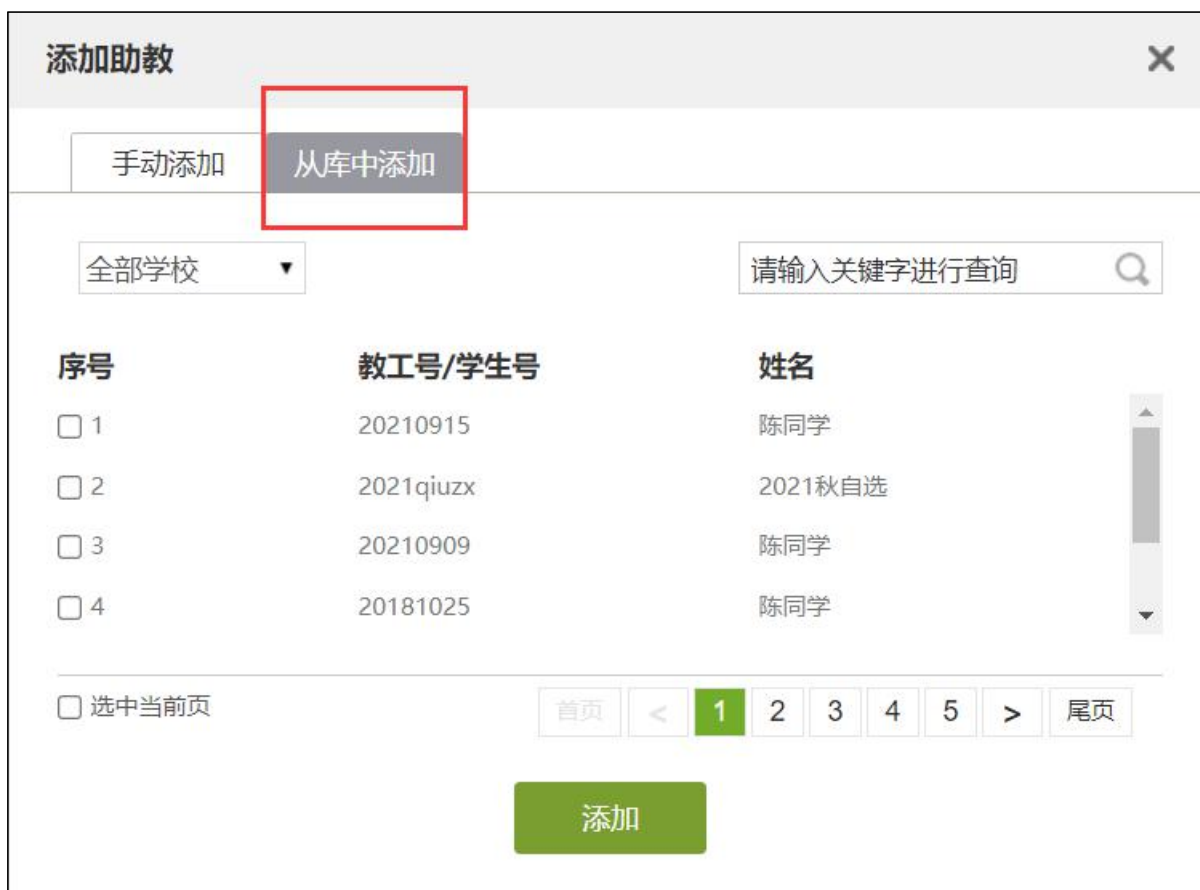 添加助教
手动添加 从库中添加
全部学校 请输入关键字进行查询
序号 教工号/学生号 姓名
1 20210915 陈同学
2 2021qiuzx 2021秋自选
3 20210909 陈同学
4 20181025 陈同学
选中当前页 首页 < 1 2 3 4 5 > 尾页
添加